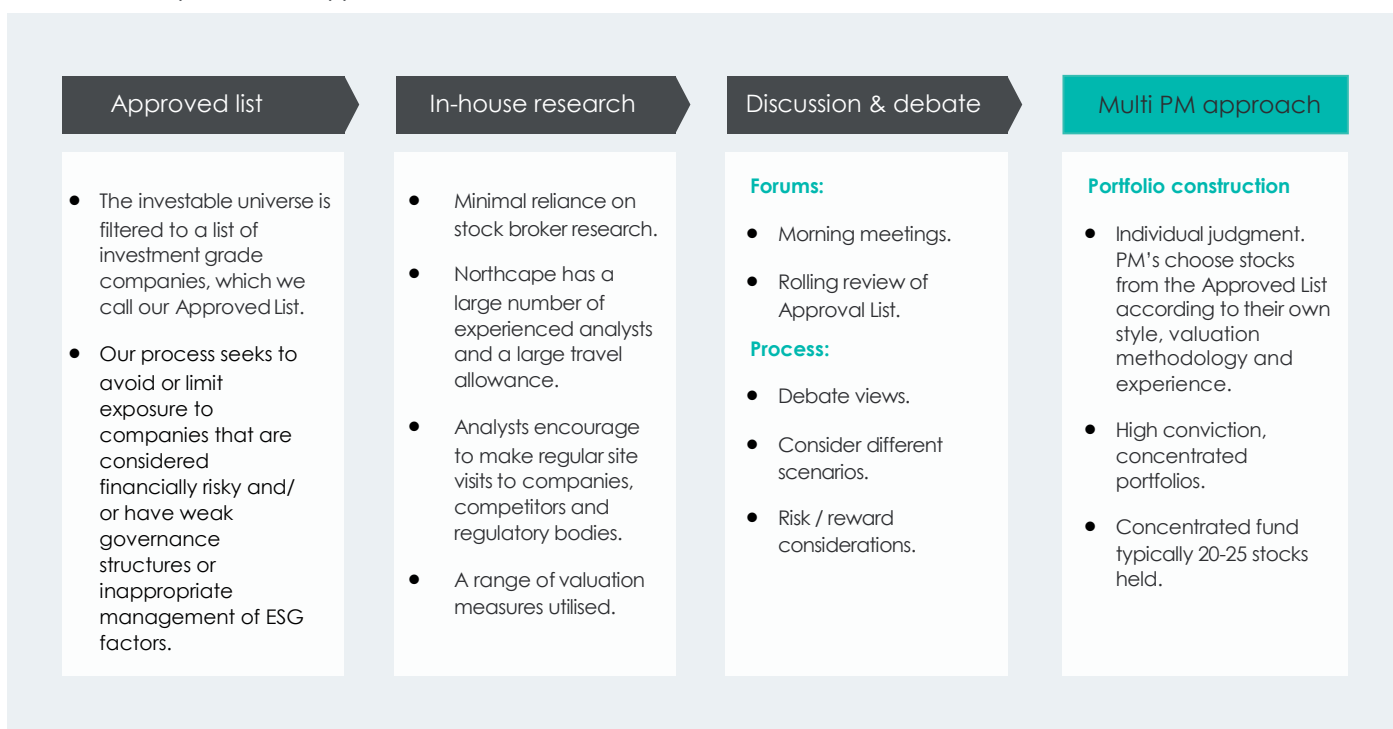 Approved list
The investable universe is
filtered to a list of
investment grade
companies, which we
call our Approved List.
Our process seeks to
avoid or limit
exposure to
companies that are
considered
financially risky and/
or have weak
governance
structures or
inappropriate
management of ESG
factors.
In-house research
Minimal reliance on
stock broker research.
Northcape has a
large number of
experienced analysts
and a large travel
allowance.
Analysts encourage
to make regular site
visits to companies,
competitors and
regulatory bodies.
A range of valuation
measures utilised.
Discussion & debate
Forums:
Morning meetings.
Rolling review of
Approval List.
Process:
Debate views.
Consider different
scenarios.
Risk / reward
considerations.
Multi PM approach
Portfolio construction
Individual judgment.
PM's choose stocks
from the Approved List
according to their own
style, valuation
methodology and
experience.
High conviction,
concentrated
portfolios.
Concentrated fund
typically 20-25 stocks
held.